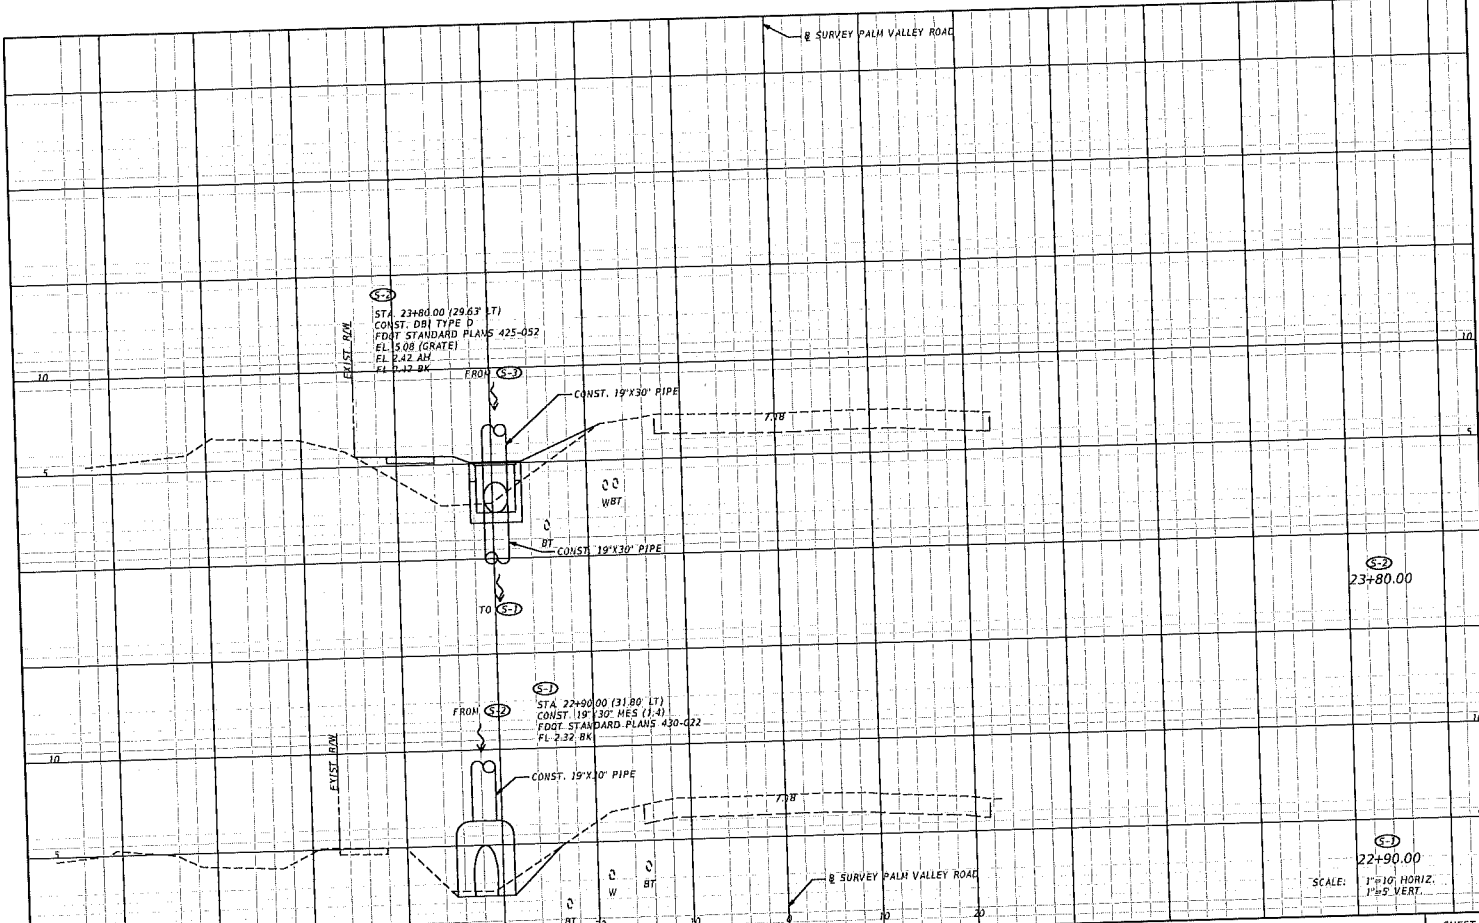 ℄ SURVEY PALM VALLEY ROAD
S-2
STA. 23+80.00 (29.63' LT)
CONST. DBI TYPE D
FDOT STANDARD PLANS 425-052
EL. 5.08 (GRATE)
FL 2.42 AH
FL 2.42 BK
EXIST R/W
10
10
FROM S-3
CONST. 19"X30" PIPE
7.18
5
5
WBT
BT
CONST. 19"X30" PIPE
S-2
23+80.00
TO S-1
S-1
STA. 22+90.00 (31.80' LT)
CONST. 19"X30" MES (1:4)
FDOT STANDARD PLANS 430-022
FL 2.32 BK
FROM S-2
EXIST R/W
10
CONST. 19"X30" PIPE
7.18
5
S-1
22+90.00
W
BT
℄ SURVEY PALM VALLEY ROAD
SCALE: 1"=10' HORIZ.
1"=5' VERT.
BT
0
10
20
SHEET